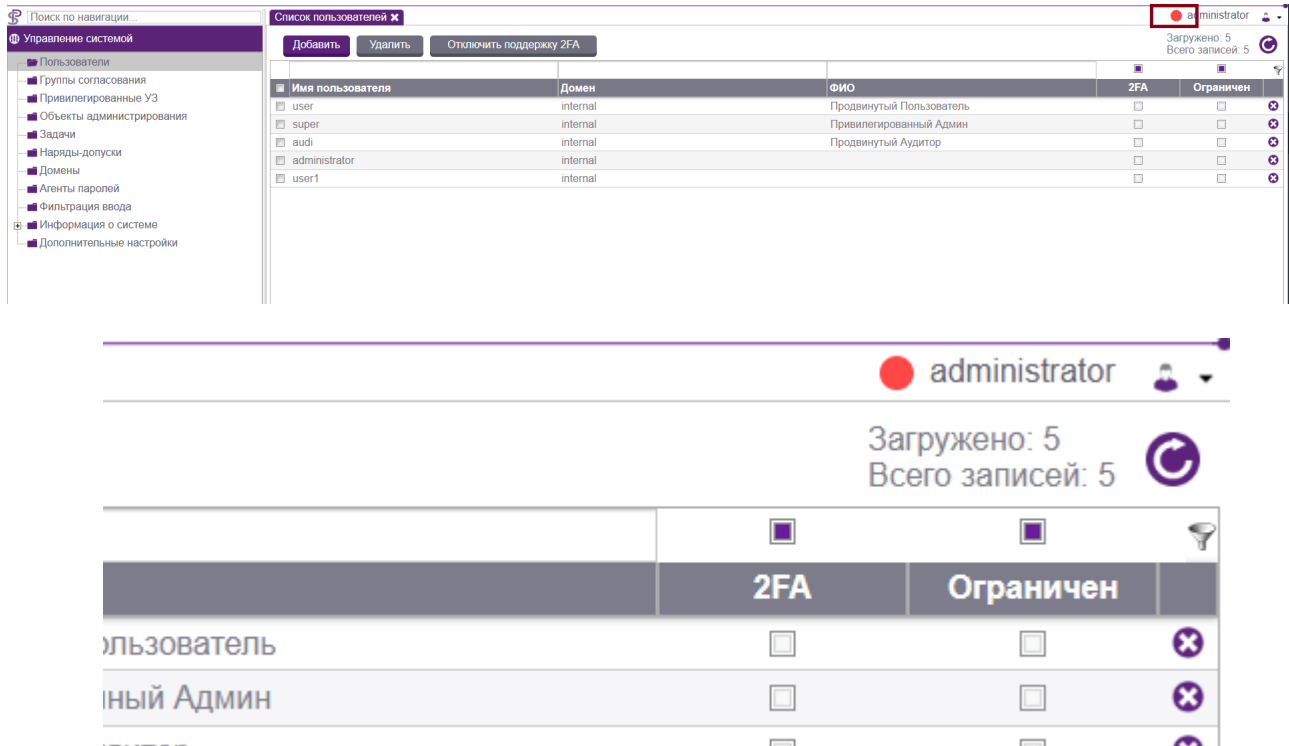 Поиск по навигации...
Список пользователей
administrator
Управление системой
Добавить Удалить Отключить поддержку 2FA
Загружено: 5
Всего записей: 5
Пользователи
Группы согласования
Привилегированные УЗ
Объекты администрирования
Задачи
Наряды-допуски
Домены
Агенты паролей
Фильтрация ввода
Информация о системе
Дополнительные настройки
Имя пользователя Домен ФИО 2FA Ограничен
user internal Продвинутый Пользователь
super internal Привилегированный Админ
audi internal Продвинутый Аудитор
administrator internal
user1 internal
administrator
Загружено: 5
Всего записей: 5
2FA Ограничен
ользователь
ный Админ